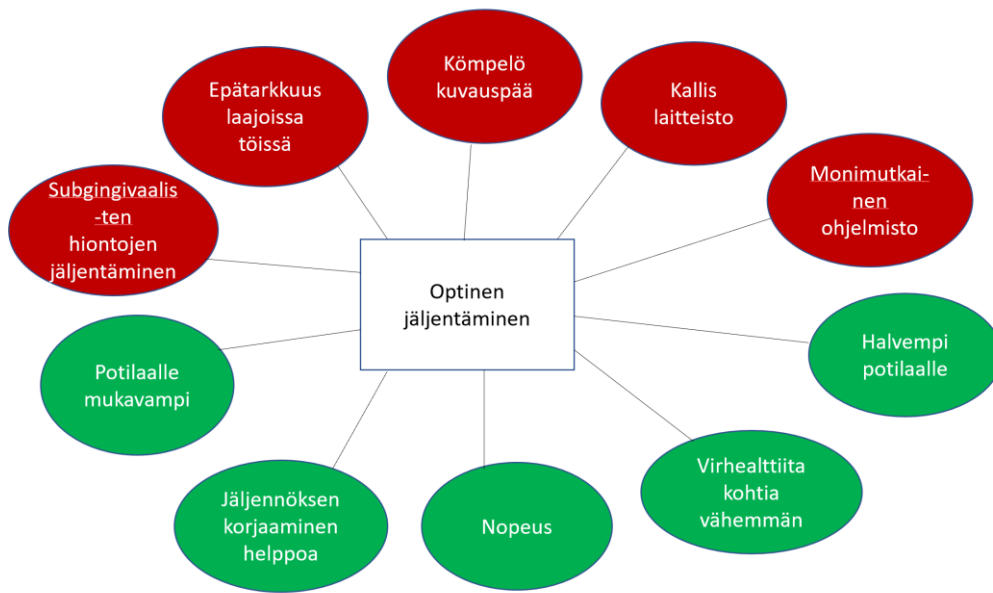 Kömpelö
kuvauspää
Epätarkkuus
laajoissa
töissä
Kallis
laitteisto
Subgingivaalis
-ten
hiontojen
jäljentäminen
Monimutkai-
nen
ohjelmisto
Optinen
jäljentäminen
Potilaalle
mukavampi
Halvempi
potilaalle
Jäljennöksen
korjaaminen
helppoa
Nopeus
Virhealttiita
kohtia
vähemmän